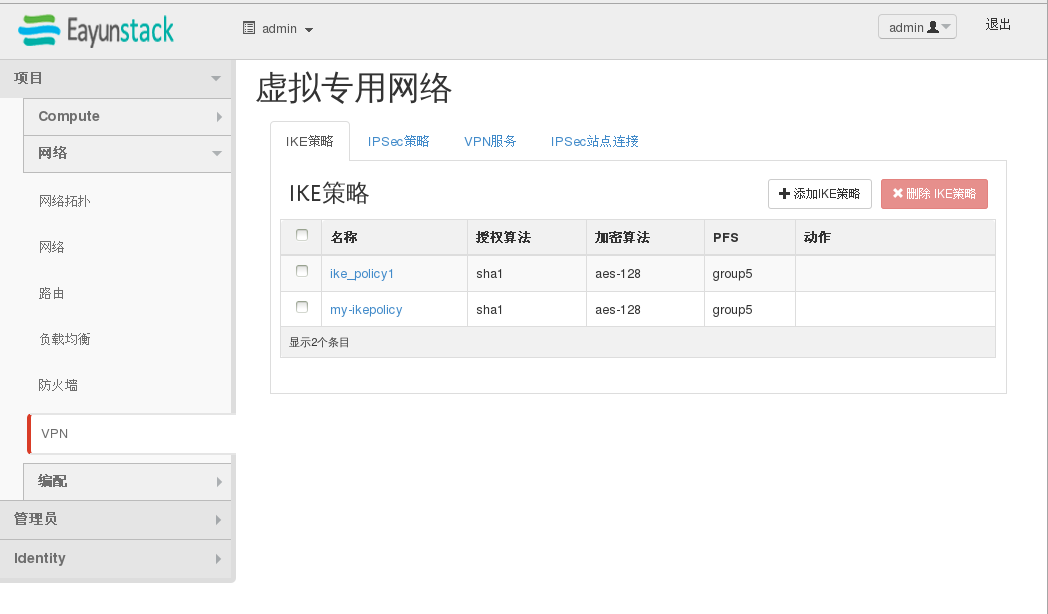 Eayunstack
admin
admin
退出
项目
Compute
网络
网络拓扑
网络
路由
负载均衡
防火墙
VPN
编配
管理员
Identity
虚拟专用网络
IKE策略 IPSec策略 VPN服务 IPSec站点连接
IKE策略
添加IKE策略
删除 IKE策略
名称 授权算法 加密算法 PFS 动作
ike_policy1 sha1 aes-128 group5
my-ikepolicy sha1 aes-128 group5
显示2个条目